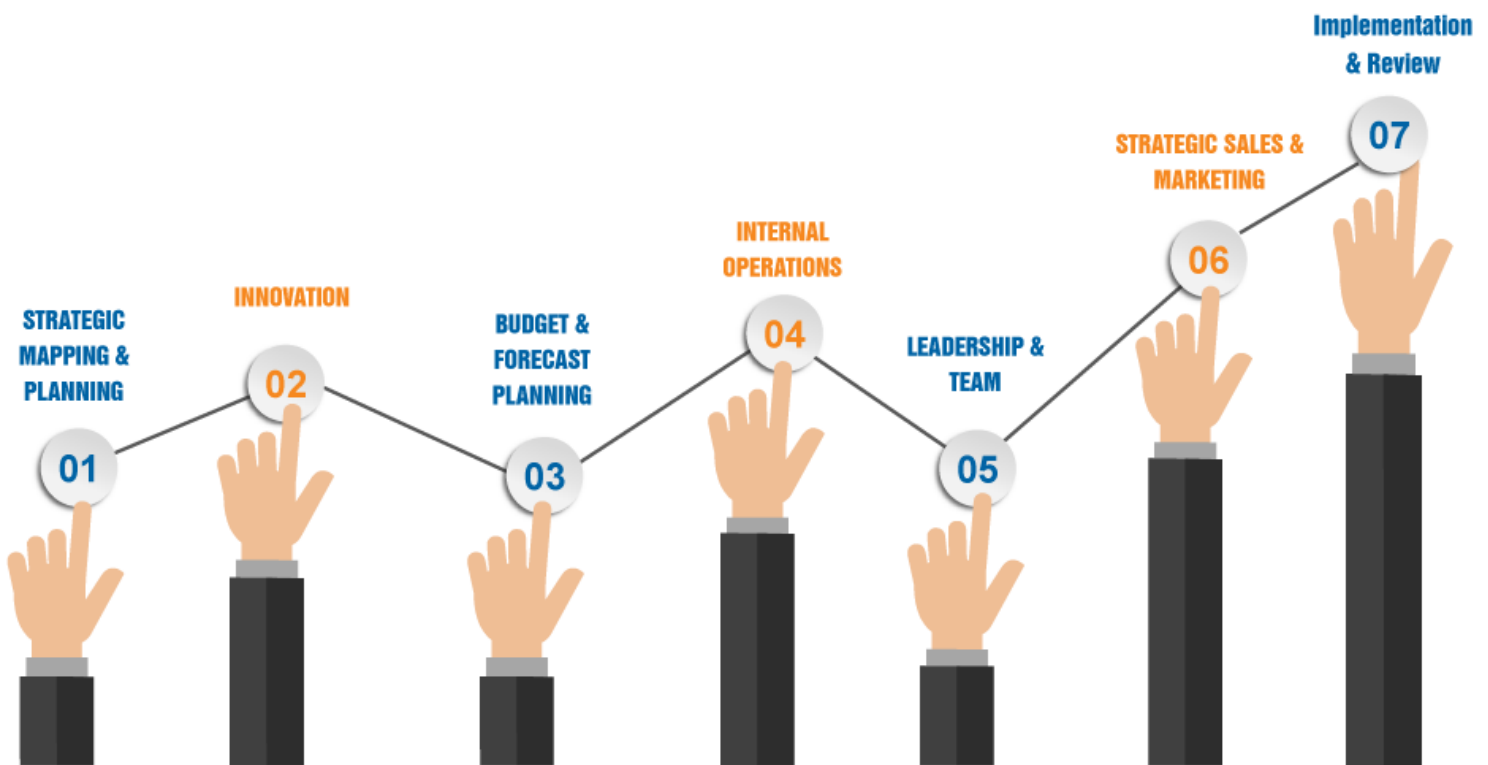 STRATEGIC
MAPPING &
PLANNING
01
INNOVATION
02
BUDGET &
FORECAST
PLANNING
03
INTERNAL
OPERATIONS
04
LEADERSHIP &
TEAM
05
STRATEGIC SALES &
MARKETING
06
Implementation
& Review
07